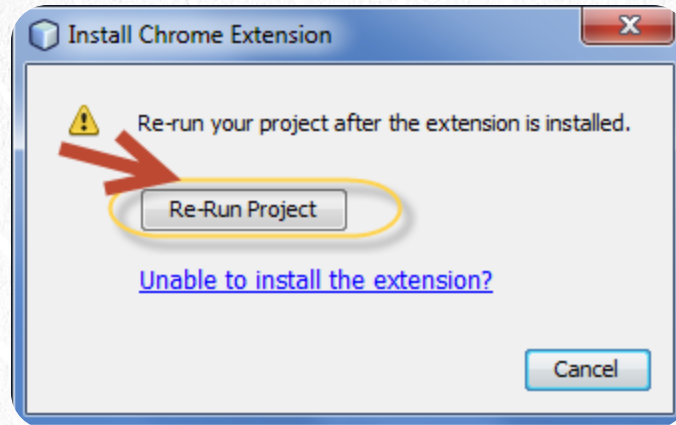 Install Chrome Extension
Re-run your project after the extension is installed.
Re-Run Project
Unable to install the extension?
Cancel